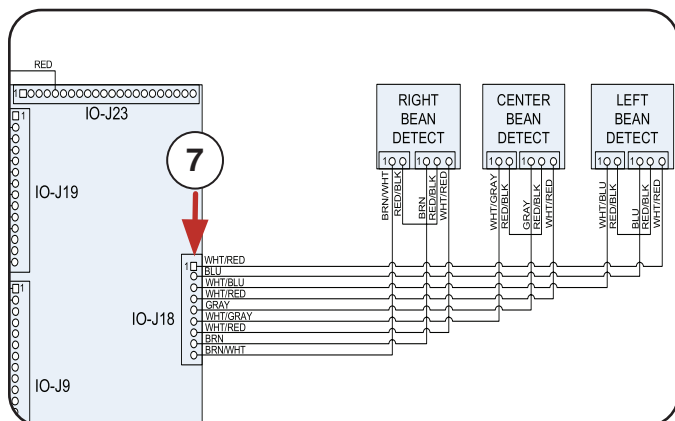 RED
1
IO-J23
1
IO-J19
7
RIGHT
BEAN
DETECT
1 1
BRN/WHT
RED/BLK
BRN
RED/BLK
WHT/RED
CENTER
BEAN
DETECT
1 1
WHT/GRAY
RED/BLK
GRAY
RED/BLK
WHT/RED
LEFT
BEAN
DETECT
1 1
WHT/BLU
RED/BLK
BLU
RED/BLK
WHT/RED
IO-J18
1
WHT/RED
BLU
WHT/BLU
WHT/RED
GRAY
WHT/GRAY
WHT/RED
BRN
BRN/WHT
1
IO-J9